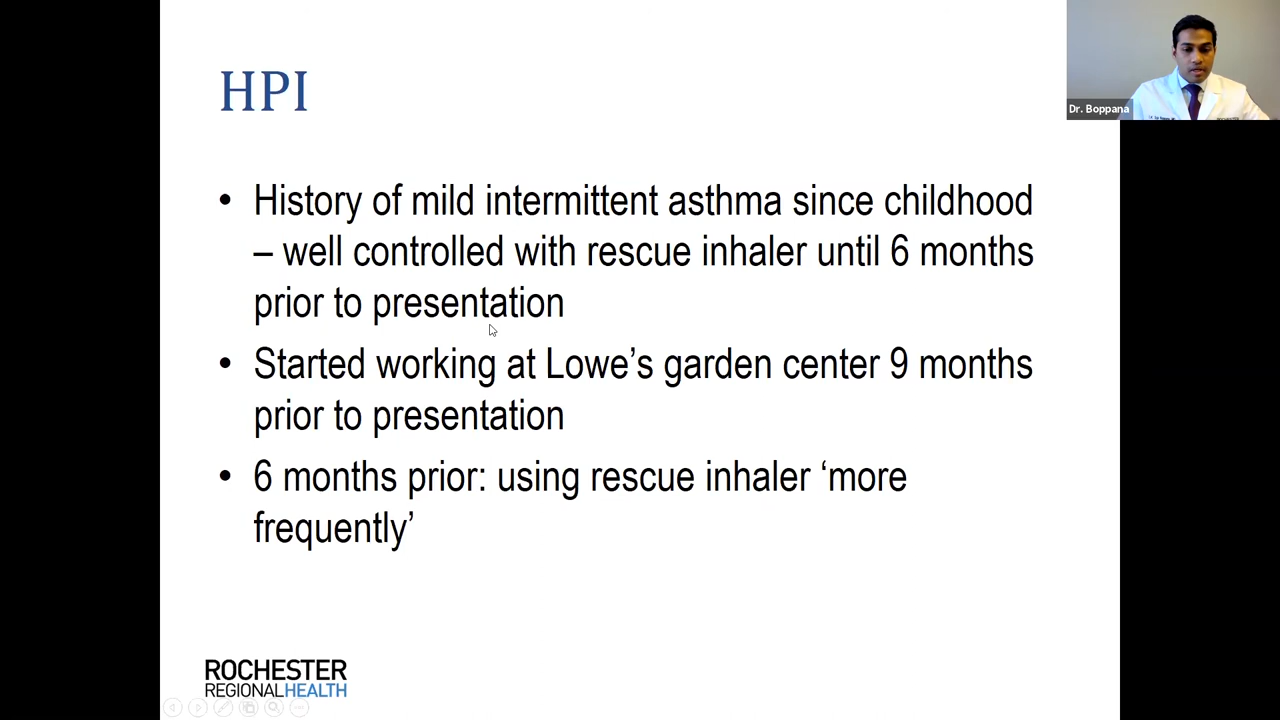 HPI
Dr. Boppana
• History of mild intermittent asthma since childhood
– well controlled with rescue inhaler until 6 months
prior to presentation
• Started working at Lowe’s garden center 9 months
prior to presentation
• 6 months prior: using rescue inhaler ‘more
frequently’
ROCHESTER
REGIONALHEALTH